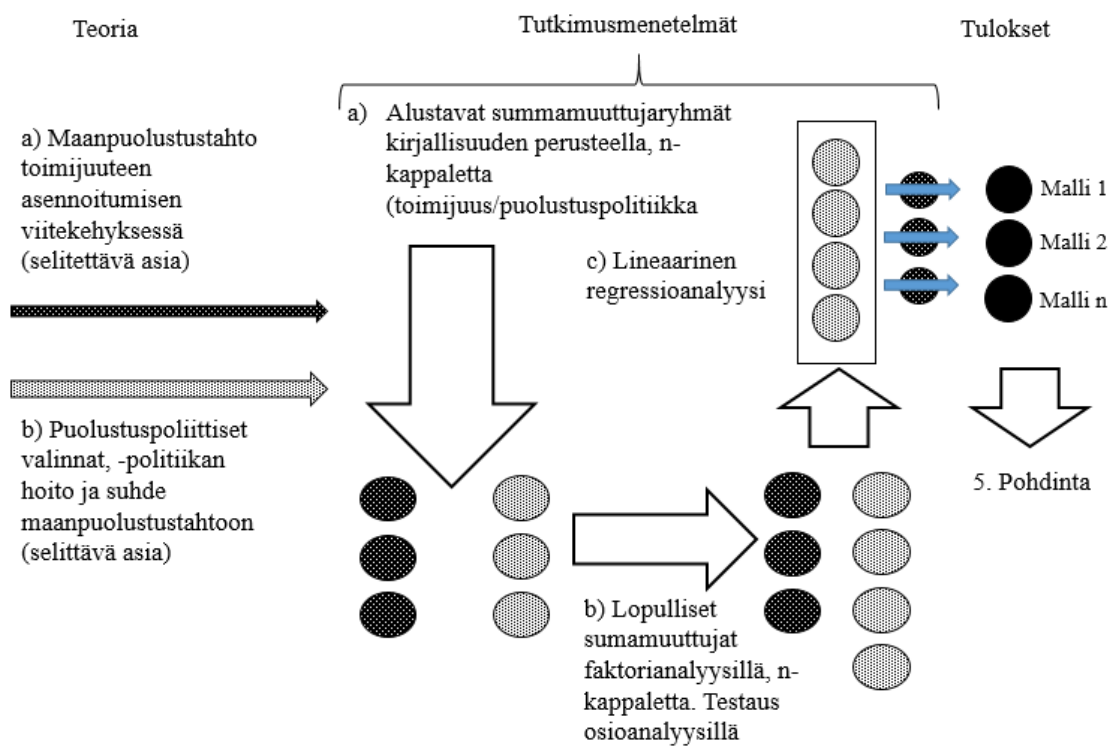 Teoria
Tutkimusmenetelmät
Tulokset
a) Maanpuolustustahto
toimijuuteen
asennoitumisen
viitekehyksessä
(selitettävä asia)
b) Puolustuspoliittiset
valinnat, -politiikan
hoito ja suhde
maanpuolustustahtoon
(selittävä asia)
a) Alustavat summamuuttujaryhmät
kirjallisuuden perusteella, n-
kappaletta
(toimijuus/puolustuspolitiikka
b) Lopulliset
sumamuuttujat
faktorianalyysillä, n-
kappaletta. Testaus
osioanalyysillä
c) Lineaarinen
regressioanalyysi
Malli 1
Malli 2
Malli n
5. Pohdinta